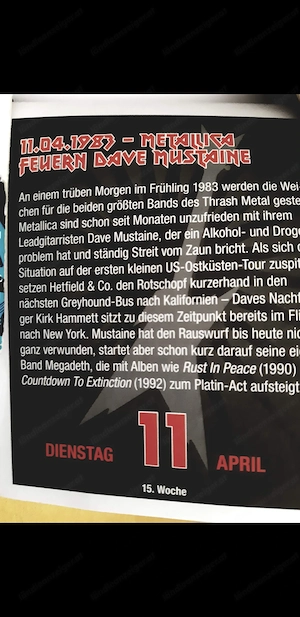 11.04.1983 – METALLICA
FEUERN DAVE MUSTAINE
An einem trüben Morgen im Frühling 1983 werden die Wei-
chen für die beiden größten Bands des Thrash Metal geste
Metallica sind schon seit Monaten unzufrieden mit ihrem
Leadgitarristen Dave Mustaine, der ein Alkohol- und Droge
problem hat und ständig Streit vom Zaun bricht. Als sich d
Situation auf der ersten kleinen US-Ostküsten-Tour zuspit
setzen Hetfield & Co. den Rotschopf kurzerhand in den
nächsten Greyhound-Bus nach Kalifornien – Daves Nachf
ger Kirk Hammett sitzt zu diesem Zeitpunkt bereits im Fli
nach New York. Mustaine hat den Rauswurf bis heute nic
ganz verwunden, startet aber schon kurz darauf seine ei
Band Megadeth, die mit Alben wie Rust In Peace (1990)
Countdown To Extinction (1992) zum Platin-Act aufsteigt
DIENSTAG 11 APRIL
15. Woche